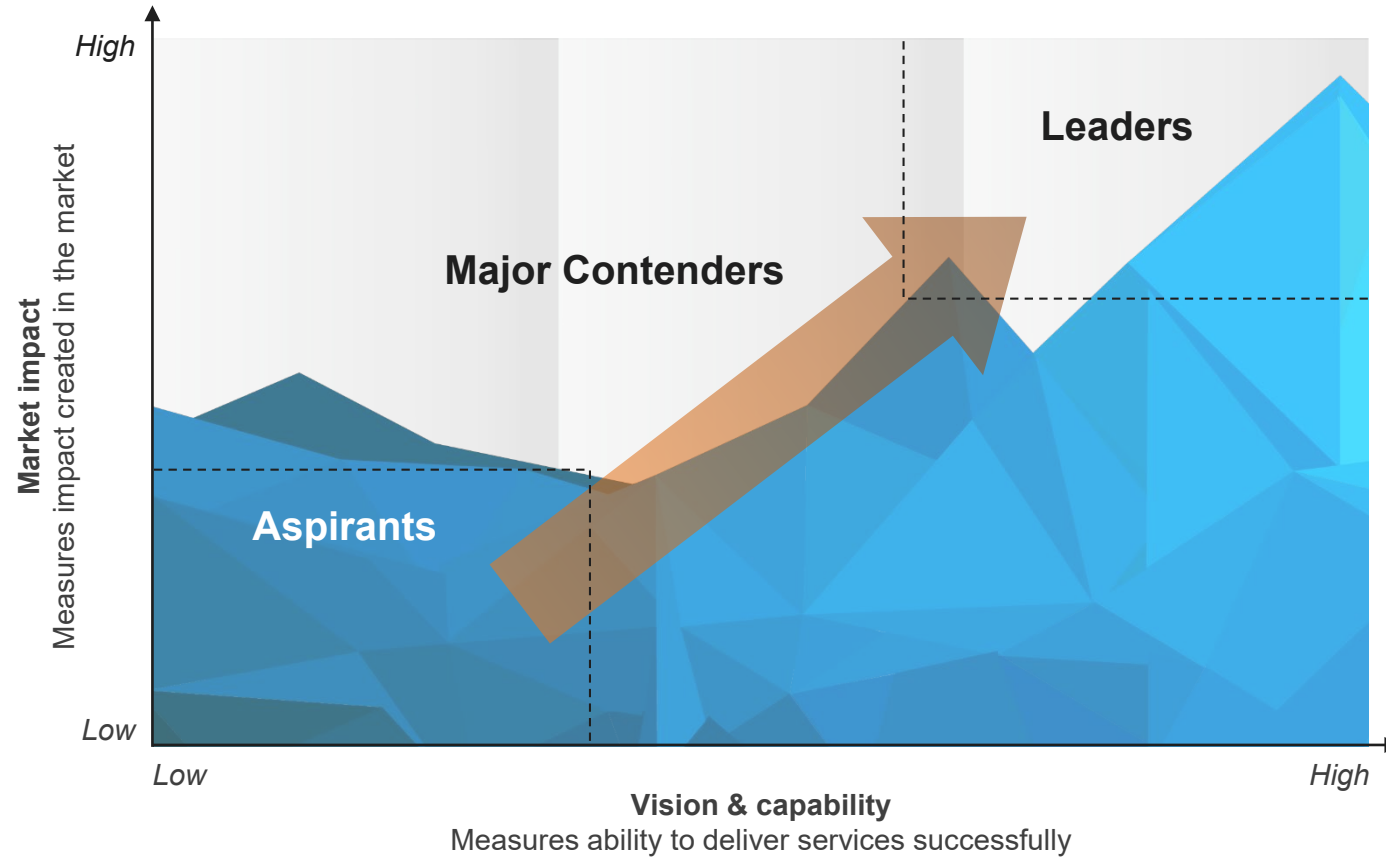 High
Leaders
Major Contenders
Market impact
Measures impact created in the market
Aspirants
Low
Low
High
Vision & capability
Measures ability to deliver services successfully